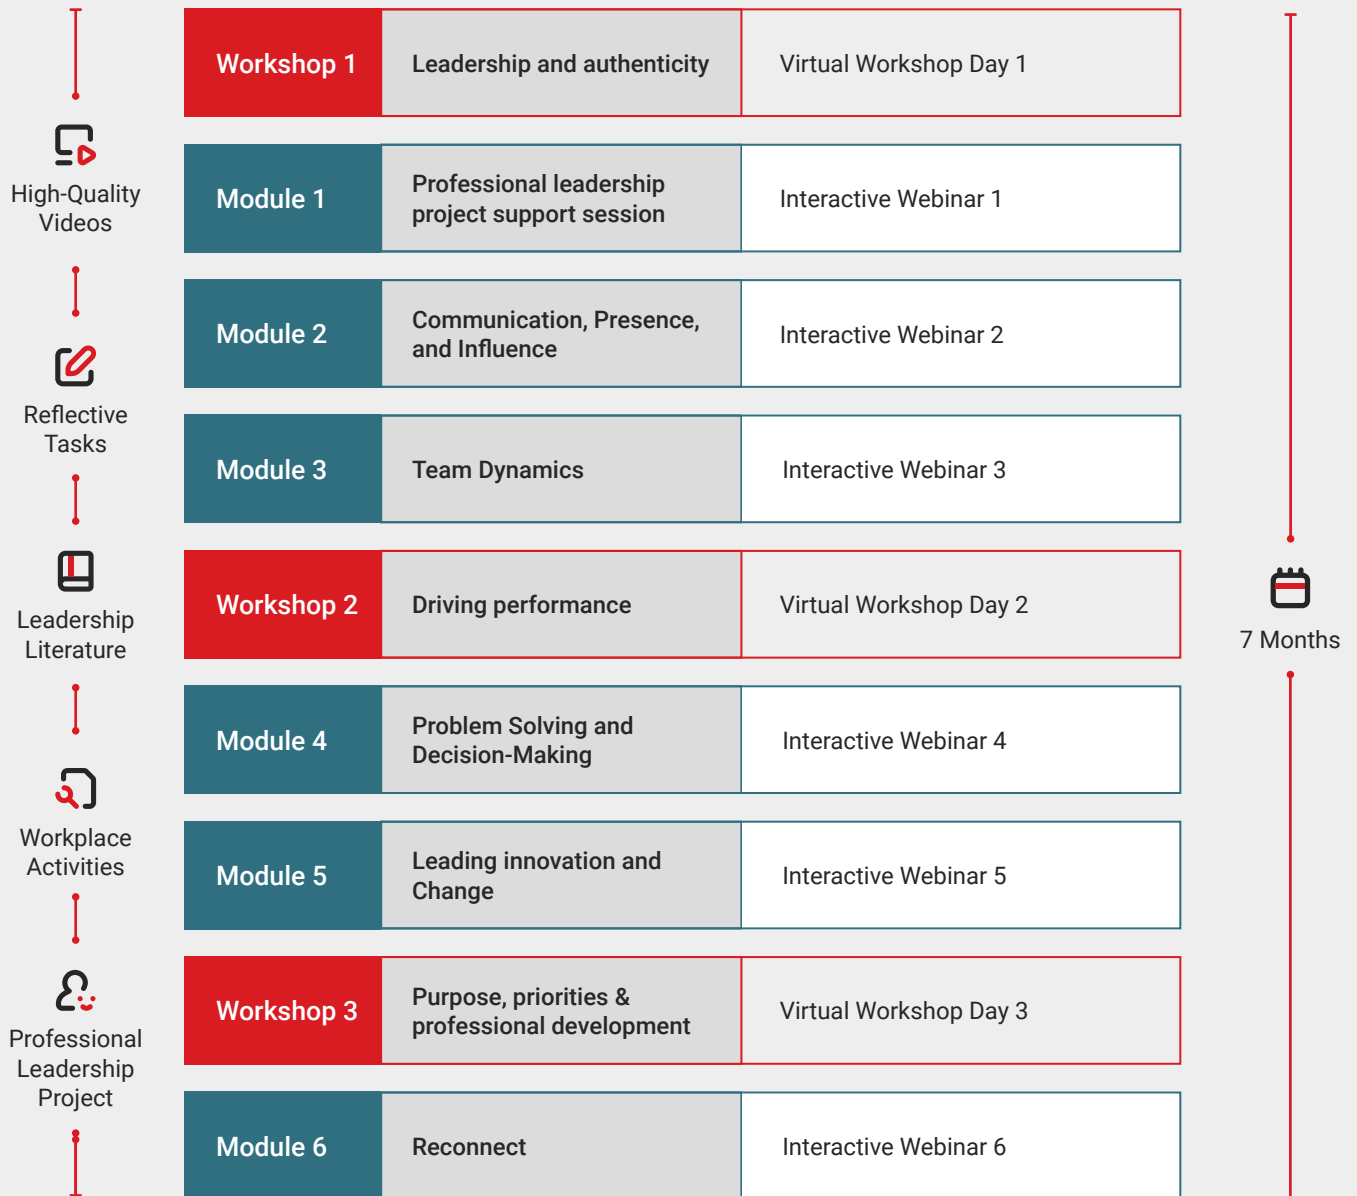 Workshop 1
Leadership and authenticity
Virtual Workshop Day 1
High-Quality
Videos
Module 1
Professional leadership
project support session
Interactive Webinar 1
Module 2
Communication, Presence,
and Influence
Interactive Webinar 2
Reflective
Tasks
Module 3
Team Dynamics
Interactive Webinar 3
Leadership
Literature
Workshop 2
Driving performance
Virtual Workshop Day 2
7 Months
Module 4
Problem Solving and
Decision-Making
Interactive Webinar 4
Workplace
Activities
Module 5
Leading innovation and
Change
Interactive Webinar 5
Professional
Leadership
Project
Workshop 3
Purpose, priorities &
professional development
Virtual Workshop Day 3
Module 6
Reconnect
Interactive Webinar 6